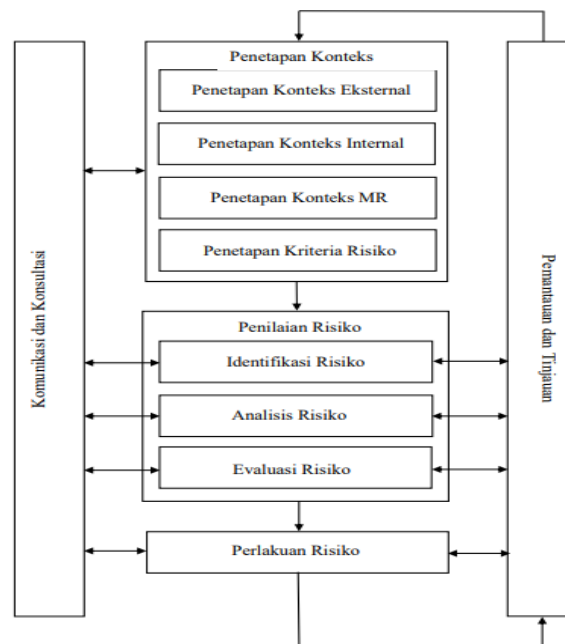 Penetapan Konteks
Penetapan Konteks Eksternal
Penetapan Konteks Internal
Penetapan Konteks MR
Penetapan Kriteria Risiko
Komunikasi dan Konsultasi
Pemantauan dan Tinjauan
Penilaian Risiko
Identifikasi Risiko
Analisis Risiko
Evaluasi Risiko
Perlakuan Risiko